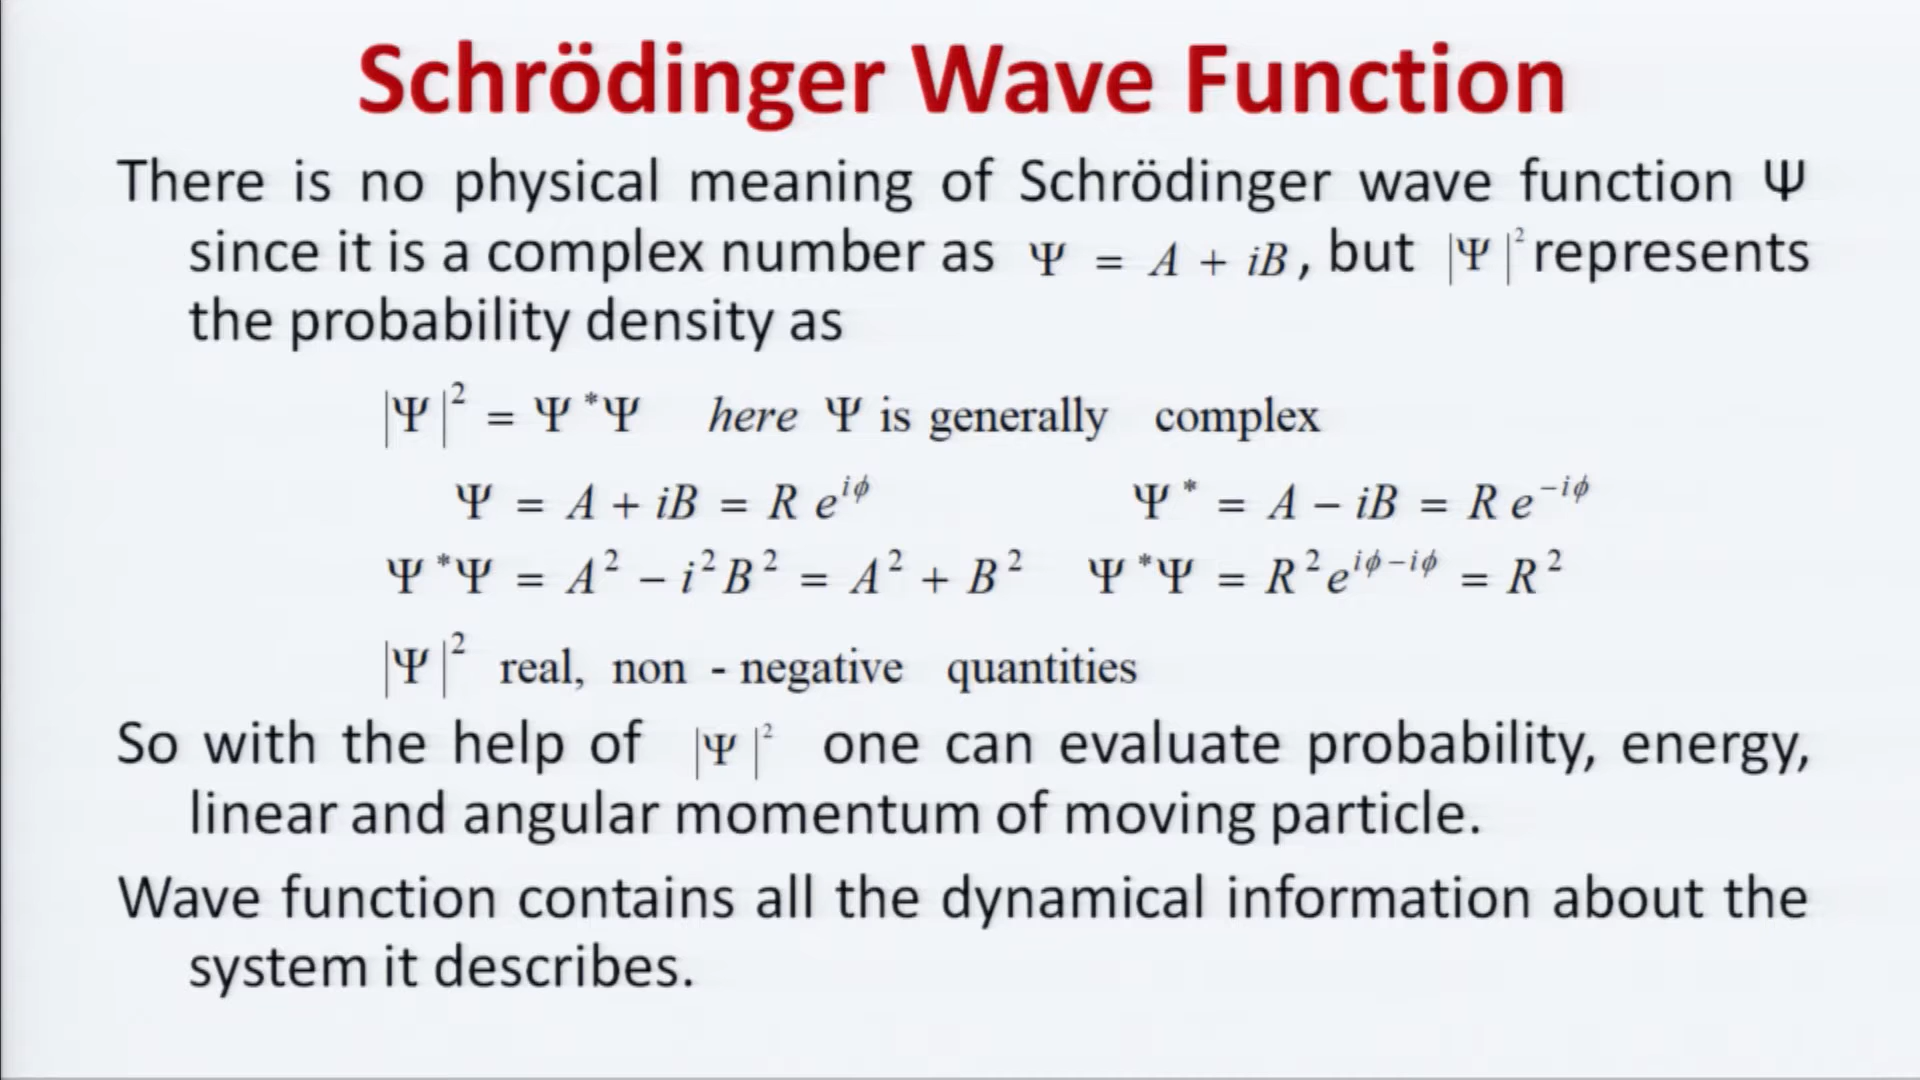 Schrödinger Wave Function
There is no physical meaning of Schrödinger wave function Ψ
since it is a complex number as Ψ = A + iB, but |Ψ|² represents
the probability density as
|Ψ|² = Ψ*Ψ here Ψ is generally complex
Ψ = A + iB = R e^{iϕ} Ψ* = A − iB = R e^{−iϕ}
Ψ*Ψ = A² − i²B² = A² + B² Ψ*Ψ = R²e^{iϕ−iϕ} = R²
|Ψ|² real, non - negative quantities
So with the help of |Ψ|² one can evaluate probability, energy,
linear and angular momentum of moving particle.
Wave function contains all the dynamical information about the
system it describes.